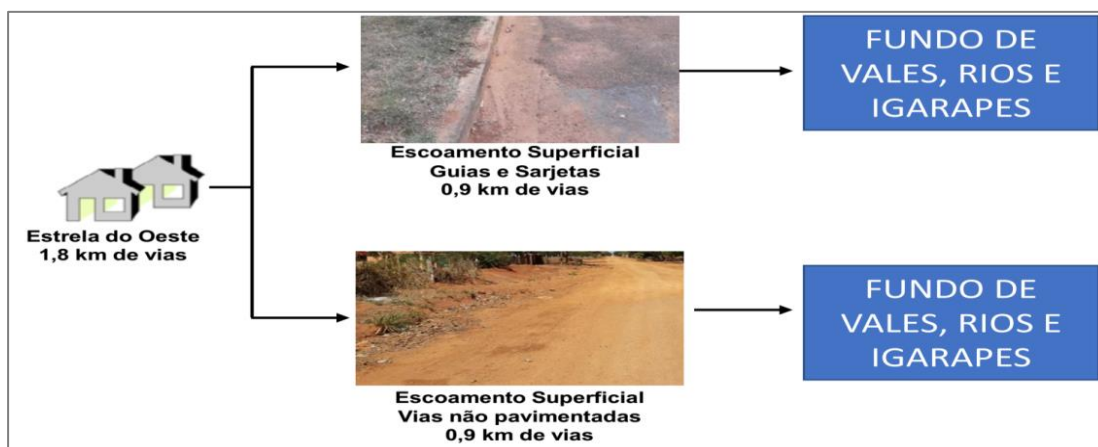 Estrela do Oeste
1,8 km de vias
Escoamento Superficial
Guias e Sarjetas
0,9 km de vias
FUNDO DE
VALES, RIOS E
IGARAPES
Escoamento Superficial
Vias não pavimentadas
0,9 km de vias
FUNDO DE
VALES, RIOS E
IGARAPES